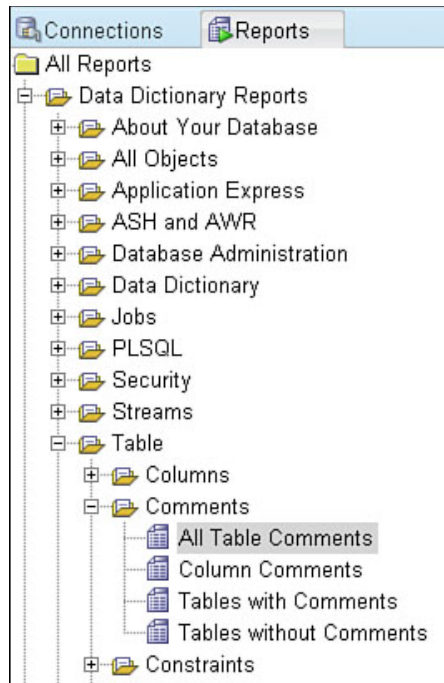 Connections Reports
All Reports
Data Dictionary Reports
About Your Database
All Objects
Application Express
ASH and AWR
Database Administration
Data Dictionary
Jobs
PLSQL
Security
Streams
Table
Columns
Comments
All Table Comments
Column Comments
Tables with Comments
Tables without Comments
Constraints